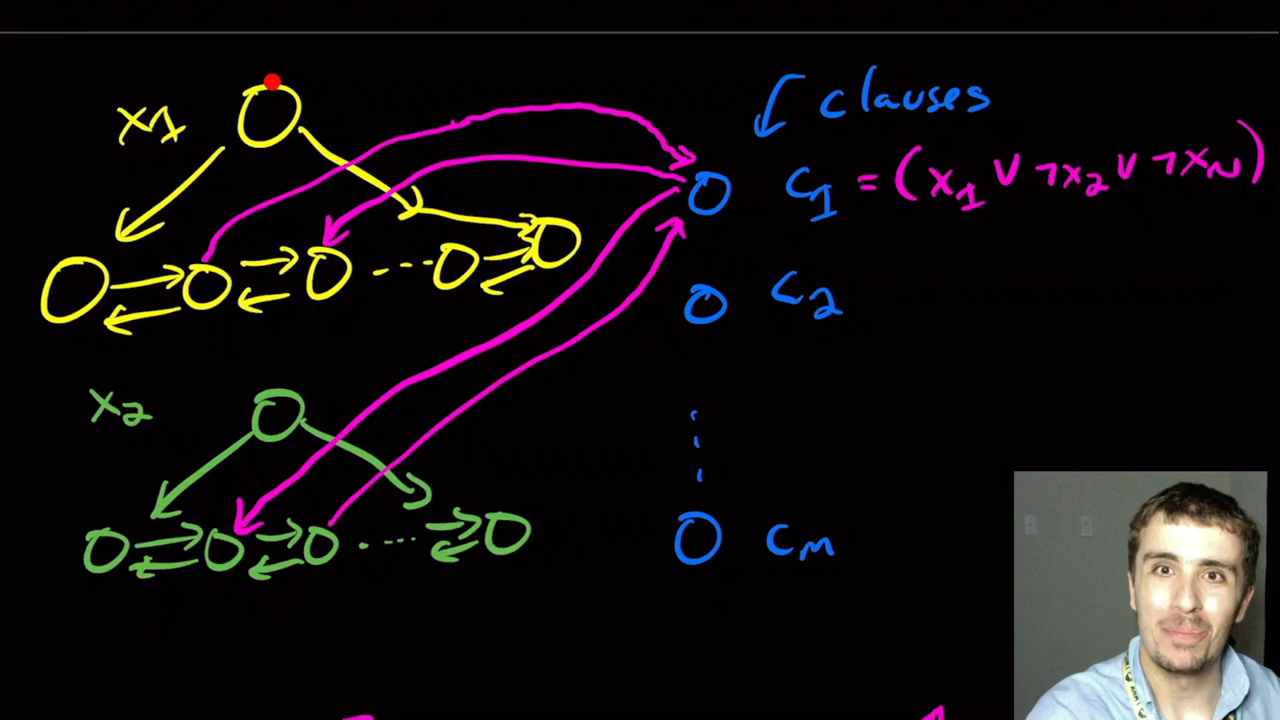 x1
clauses
C1 = (x1 ∨ ¬x2 ∨ ¬xN)
C2
x2
Cm